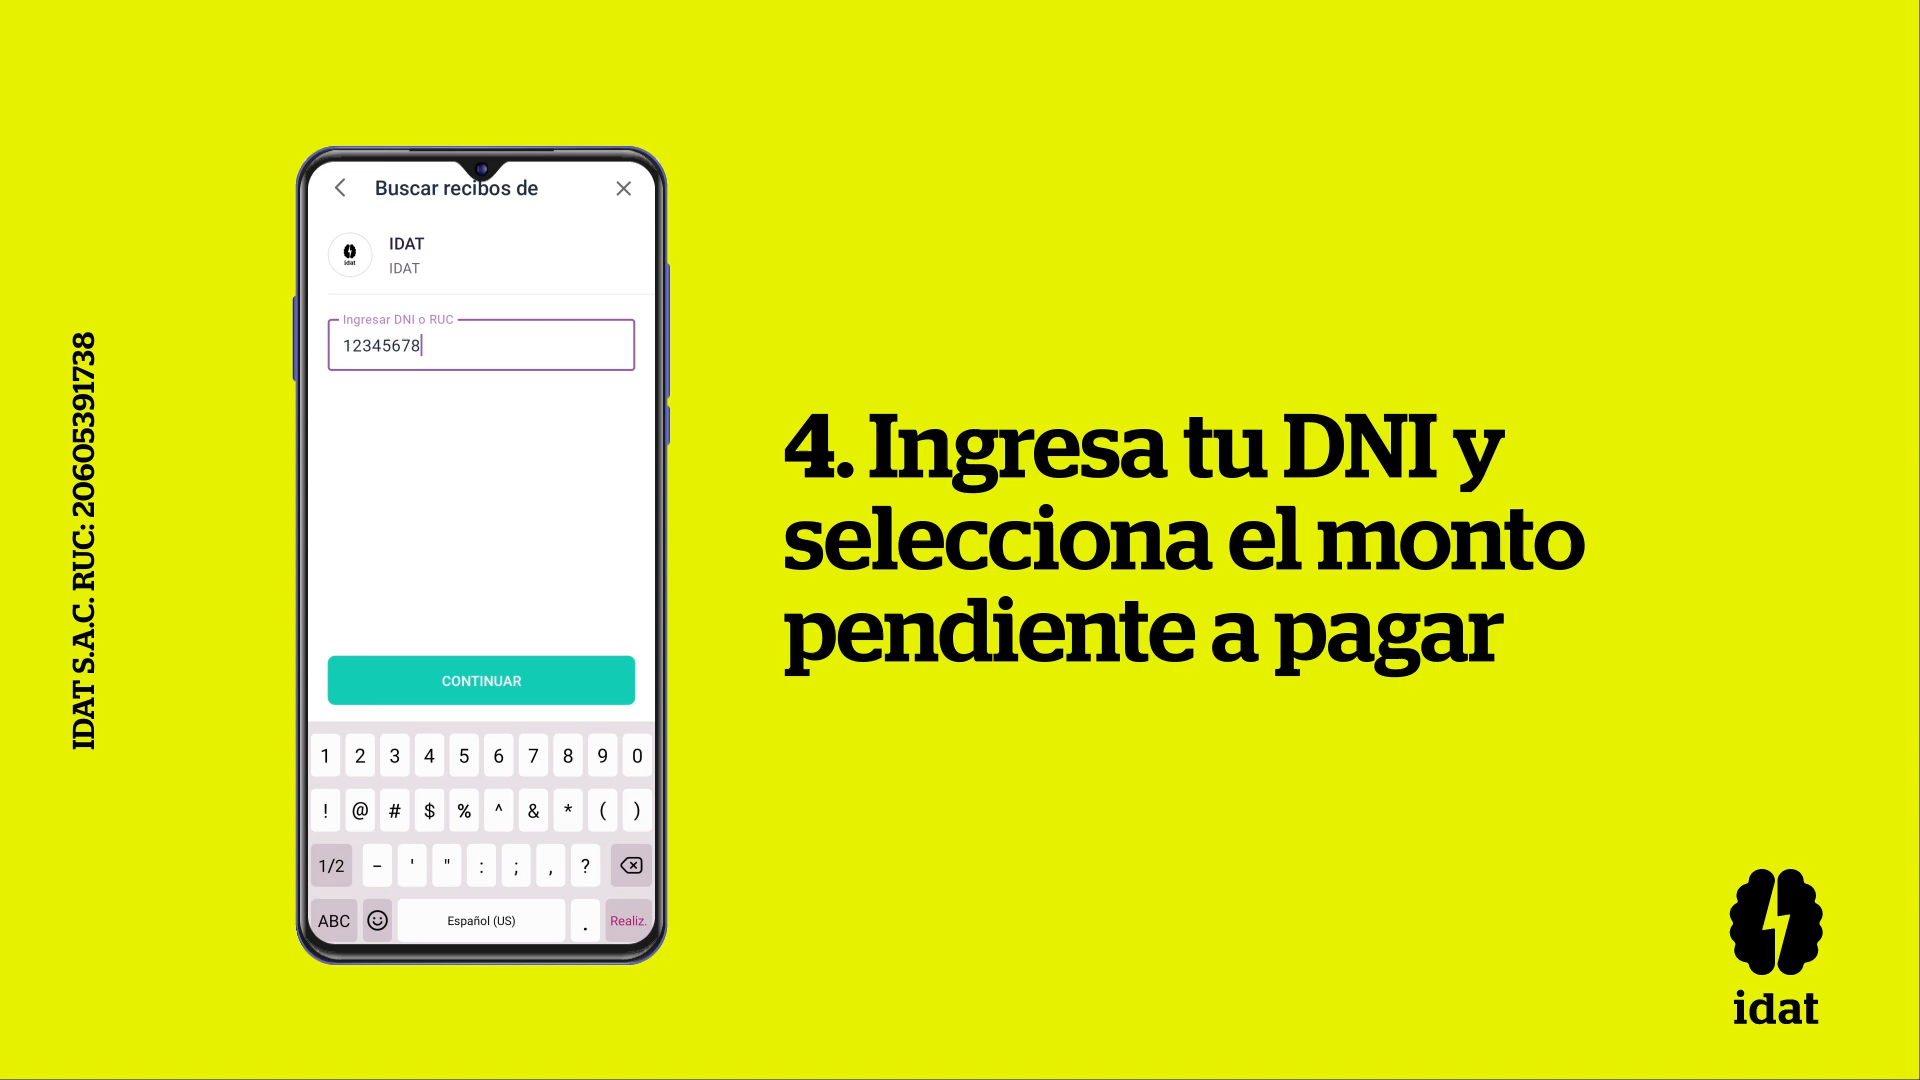 IDAT S.A.C. RUC: 20605391738
Buscar recibos de
idat
IDAT
IDAT
Ingresar DNI o RUC
12345678
CONTINUAR
1 2 3 4 5 6 7 8 9 0
! @ # $ % ^ & * ( )
1/2 - ' " : ; , ?
ABC Español (US) . Realiz.
4. Ingresa tu DNI y
selecciona el monto
pendiente a pagar
idat